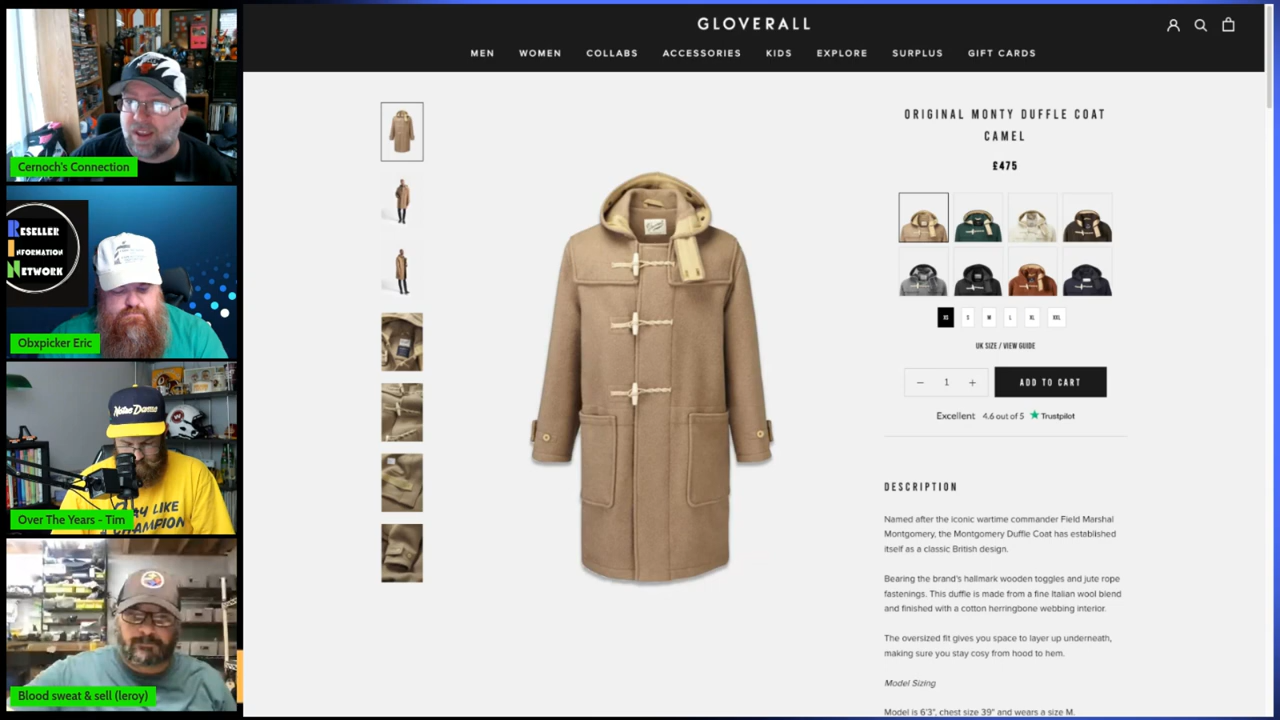 Cernoch's Connection
RESELLER
INFORMATION
NETWORK
Obxpicker Eric
Notre Dame
PLAY LIKE
CHAMPION
Over The Years - Tim
Blood sweat & sell (leroy)
GLOVERALL
MEN WOMEN COLLABS ACCESSORIES KIDS EXPLORE SURPLUS GIFT CARDS
ORIGINAL MONTY DUFFLE COAT
CAMEL
£475
XS S M L XL XXL
UK SIZE / VIEW GUIDE
− 1 + ADD TO CART
Excellent 4.6 out of 5 ★ Trustpilot
DESCRIPTION
Named after the iconic wartime commander Field Marshal
Montgomery, the Montgomery Duffle Coat has established
itself as a classic British design.
Bearing the brand's hallmark wooden toggles and jute rope
fastenings. This duffle is made from a fine Italian wool blend
and finished with a cotton herringbone webbing interior.
The oversized fit gives you space to layer up underneath,
making sure you stay cosy from hood to hem.
Model Sizing
Model is 6'3", chest size 39" and wears a size M.